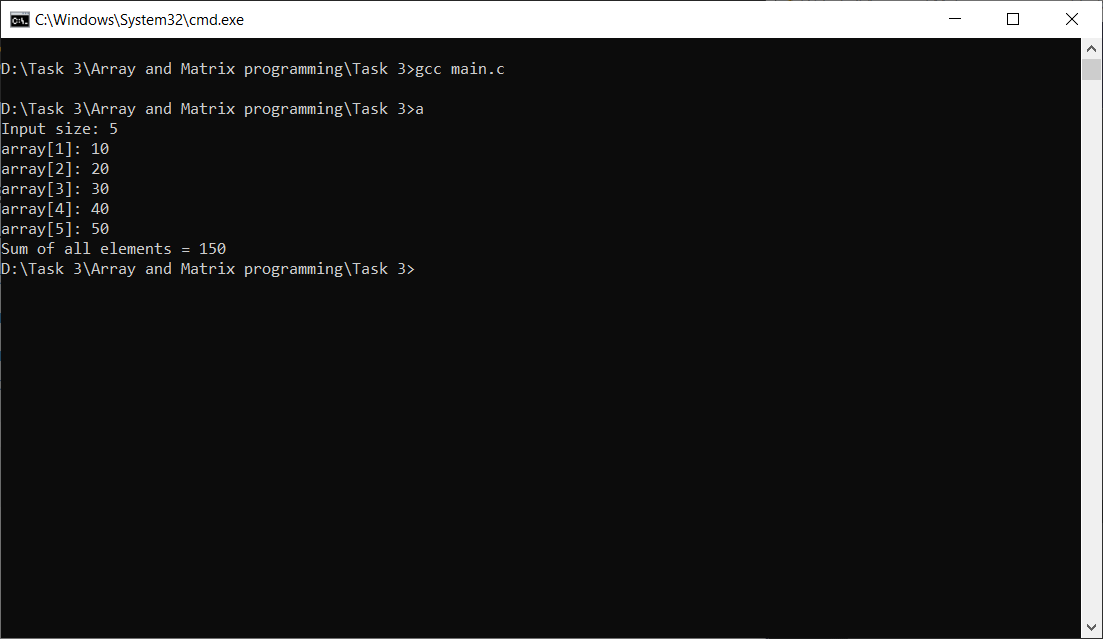 C:\Windows\System32\cmd.exe
D:\Task 3\Array and Matrix programming\Task 3>gcc main.c
D:\Task 3\Array and Matrix programming\Task 3>a
Input size: 5
array[1]: 10
array[2]: 20
array[3]: 30
array[4]: 40
array[5]: 50
Sum of all elements = 150
D:\Task 3\Array and Matrix programming\Task 3>